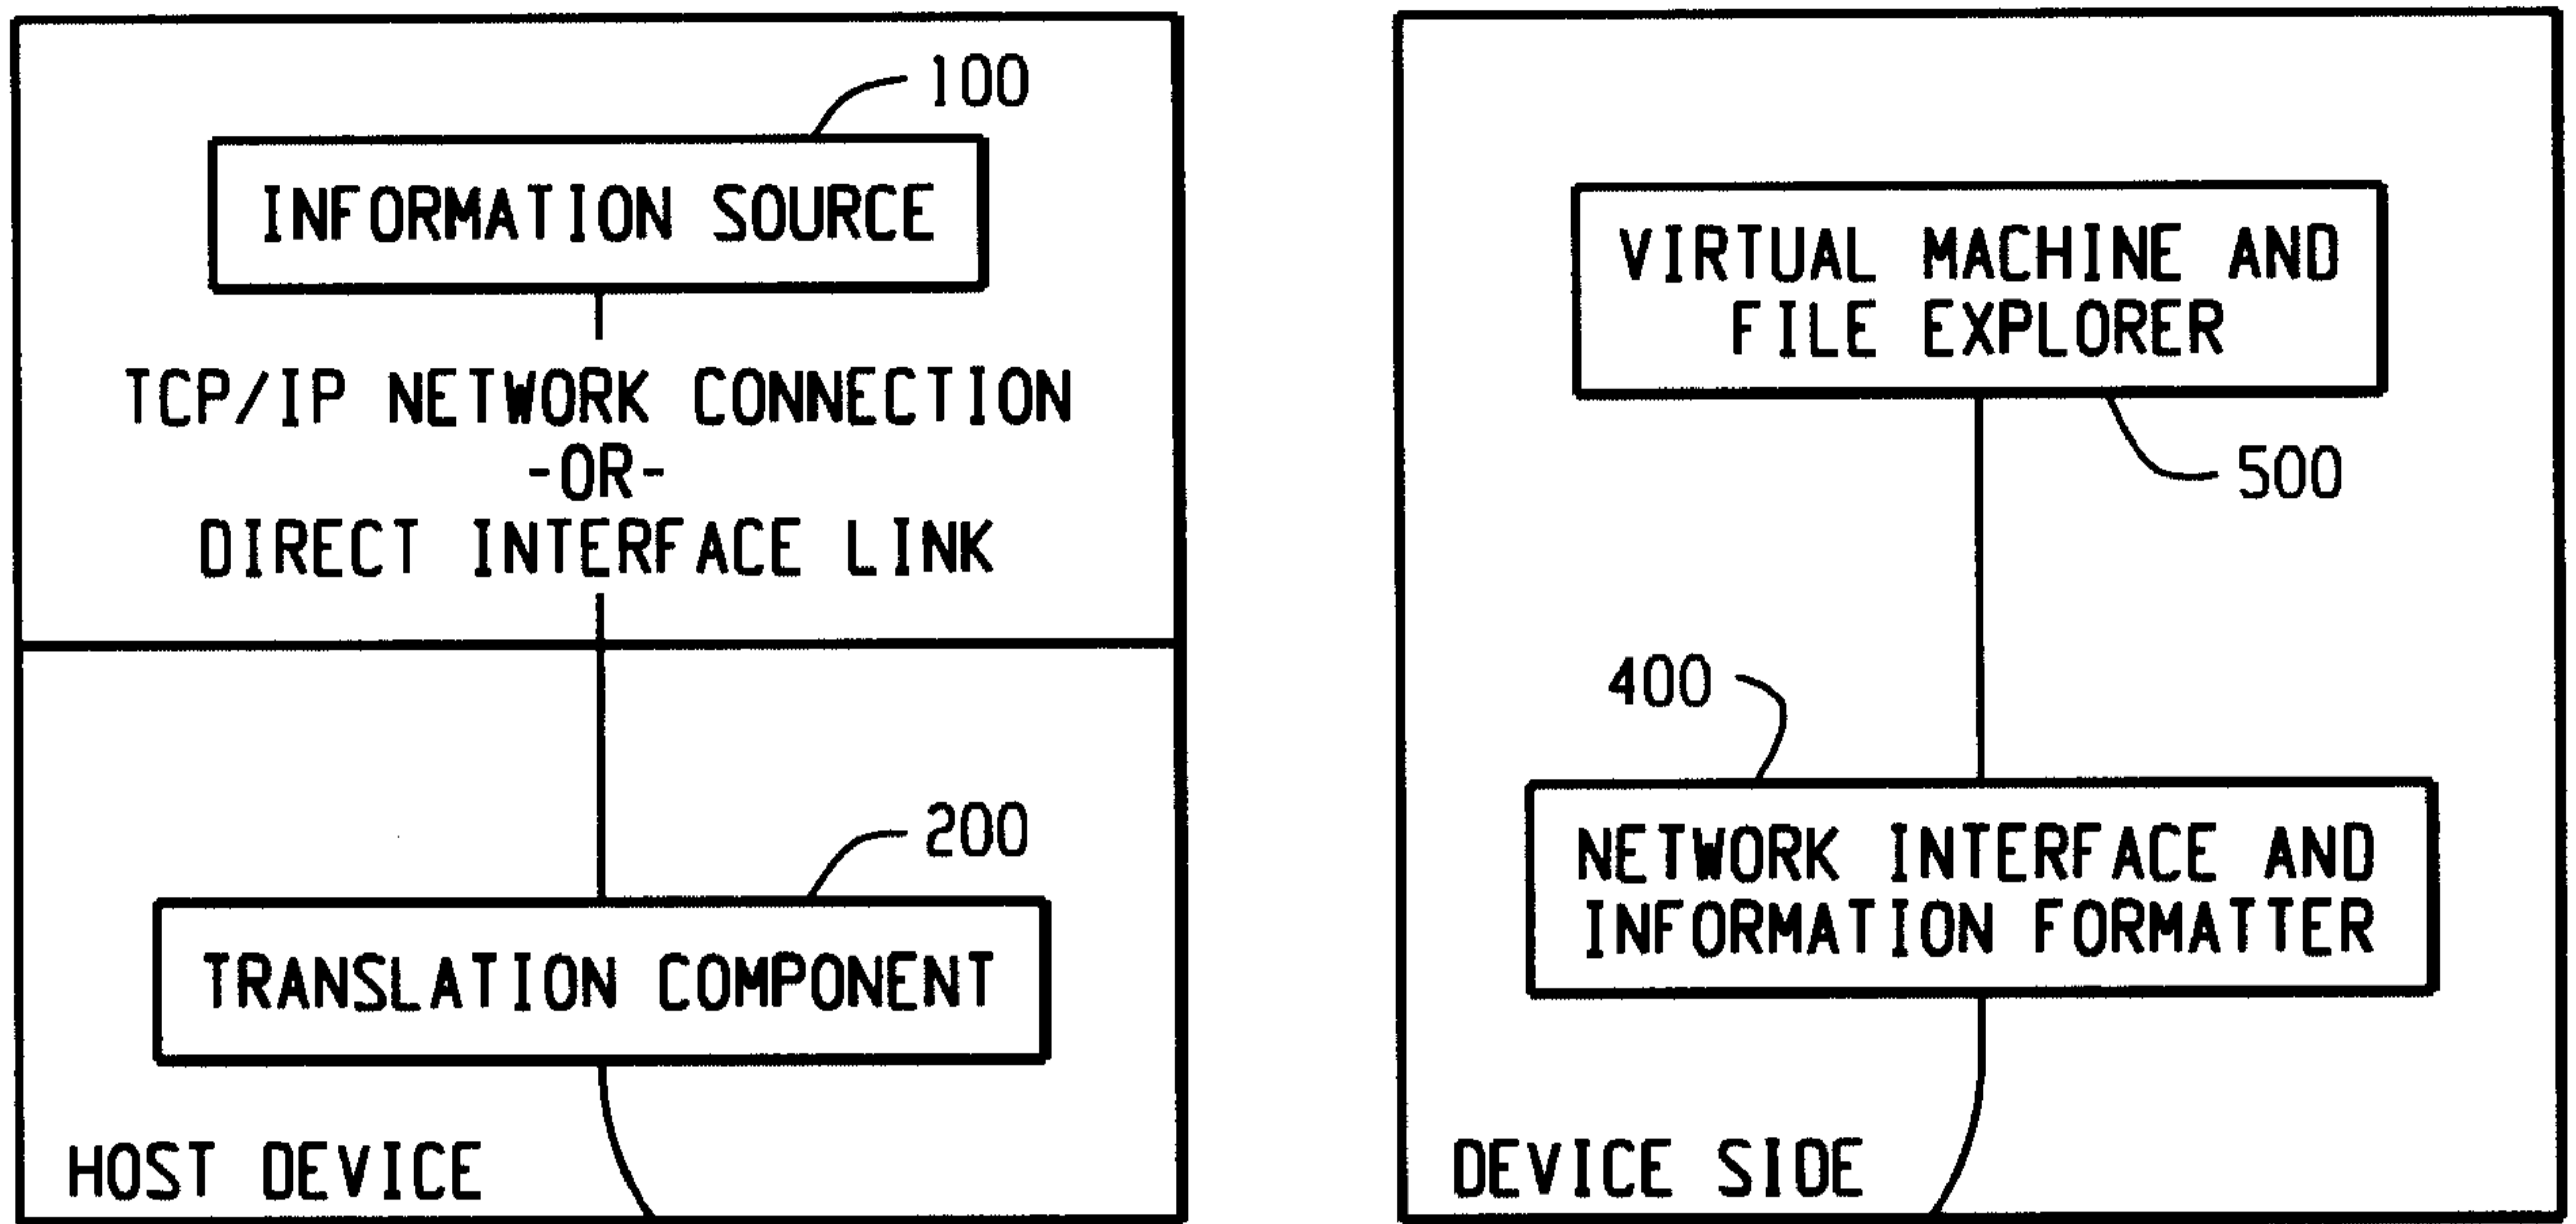 100
INFORMATION SOURCE
TCP/IP NETWORK CONNECTION
-OR-
DIRECT INTERFACE LINK
200
TRANSLATION COMPONENT
HOST DEVICE
VIRTUAL MACHINE AND
FILE EXPLORER
500
400
NETWORK INTERFACE AND
INFORMATION FORMATTER
DEVICE SIDE